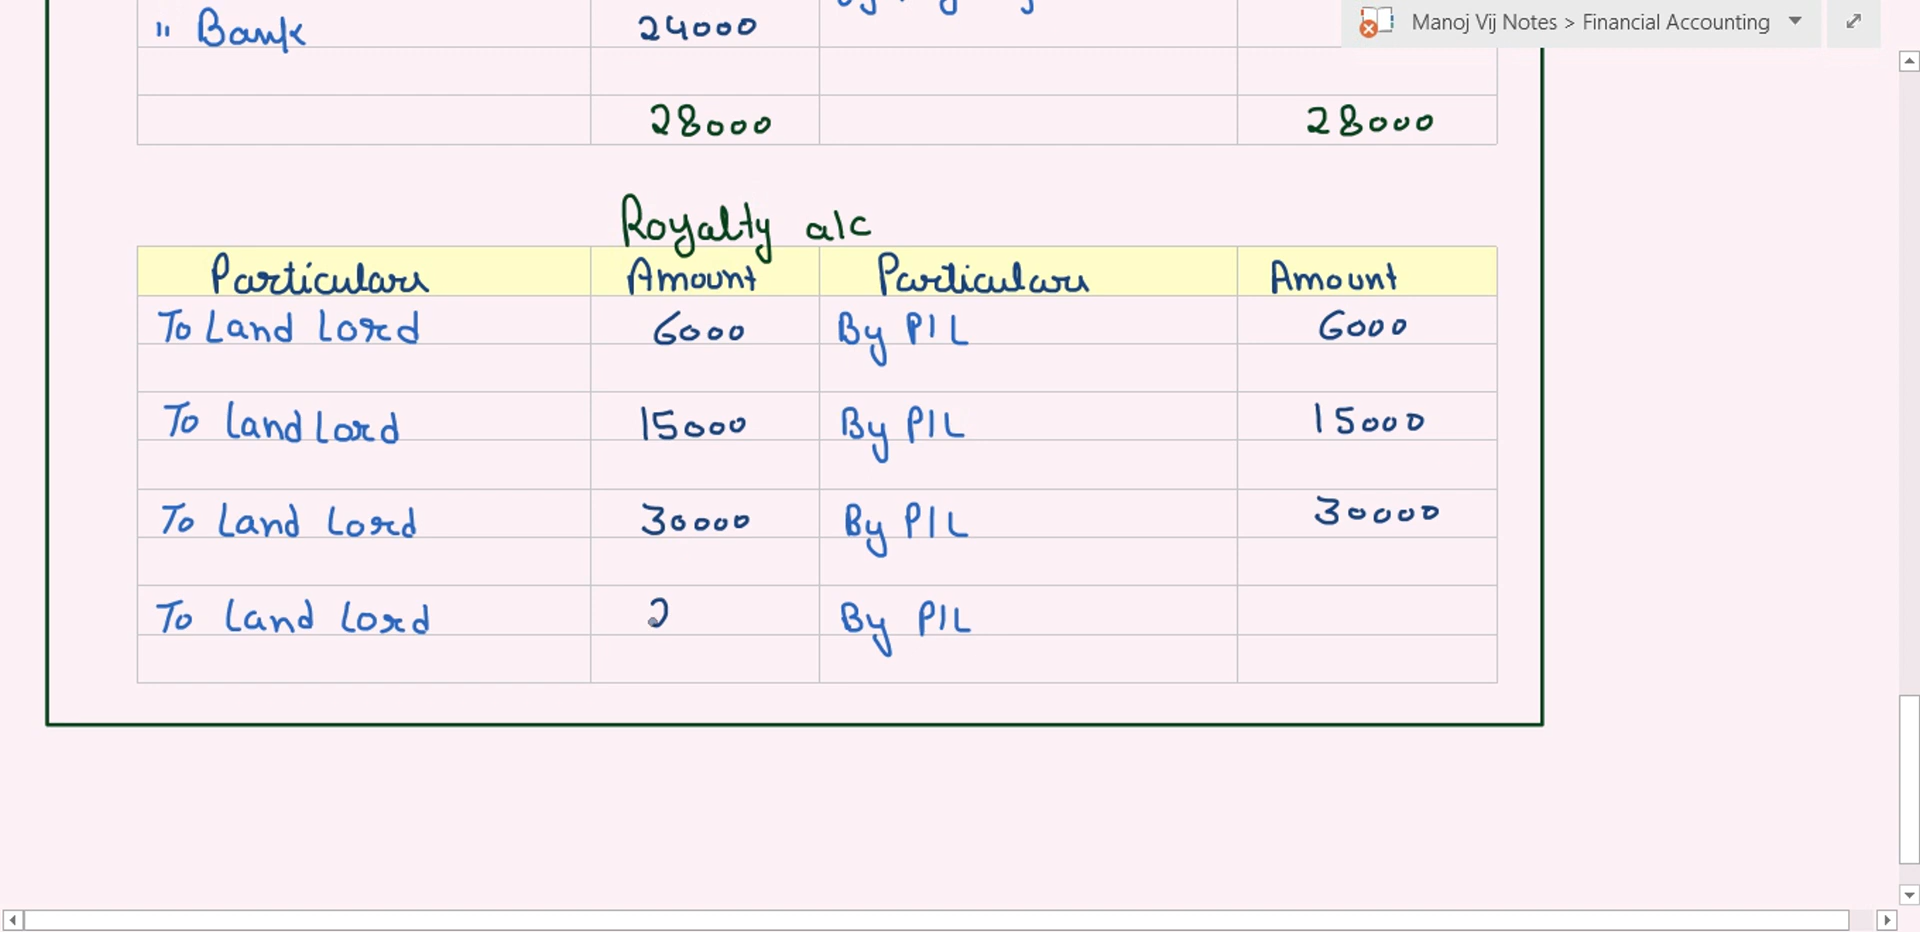 Manoj Vij Notes > Financial Accounting
" Bank 24000
28000 28000
Royalty a/c
Particulars Amount Particulars Amount
To Land Lord 6000 By P/L 6000
To Land Lord 15000 By P/L 15000
To Land Lord 30000 By P/L 30000
To Land Lord 2 By P/L